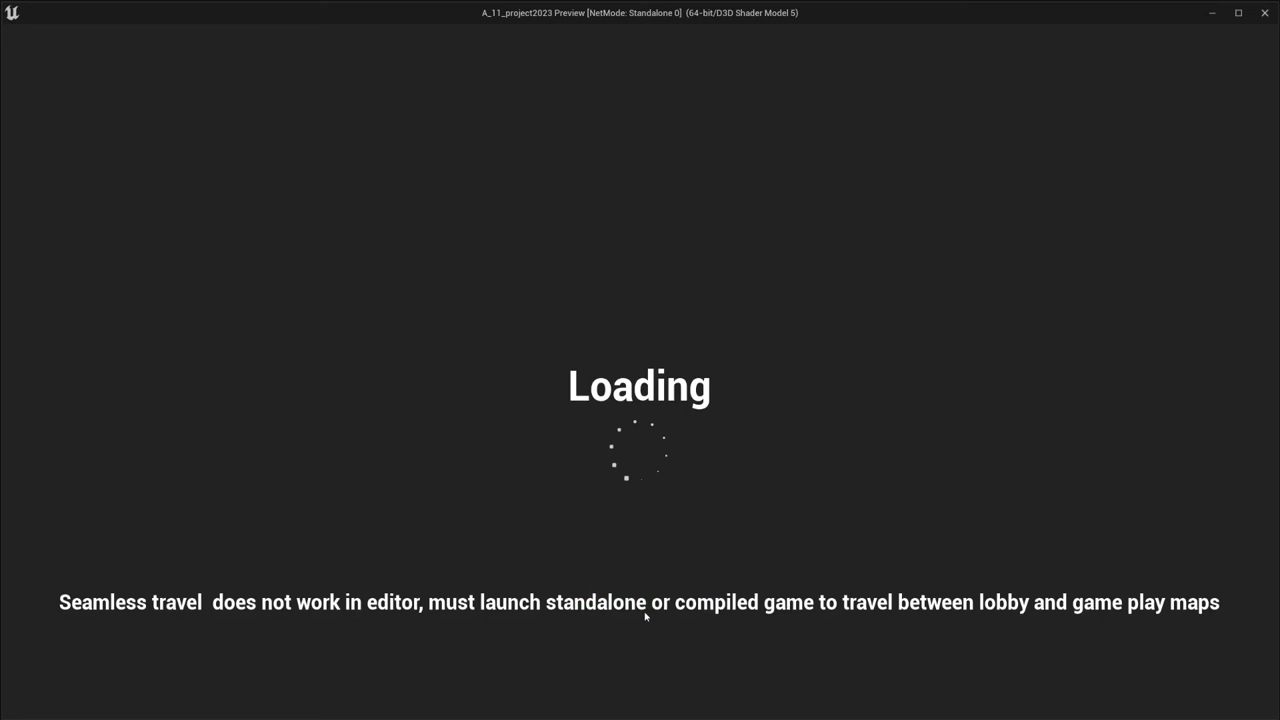 A_11_project2023 Preview [NetMode: Standalone 0] (64-bit/D3D Shader Model 5)
Loading
Seamless travel  does not work in editor, must launch standalone or compiled game to travel between lobby and game play maps